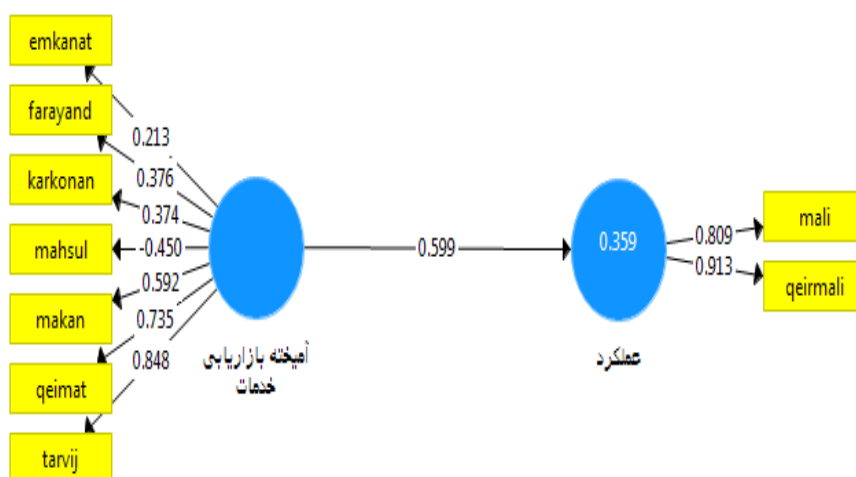 emkanat
farayand
karkonan
mahsul
makan
qeimat
tarvij
0.213
0.376
0.374
-0.450
0.592
0.735
0.848
آمیخته بازاریابی
خدمات
0.599
0.359
عملکرد
0.809
0.913
mali
qeirmali